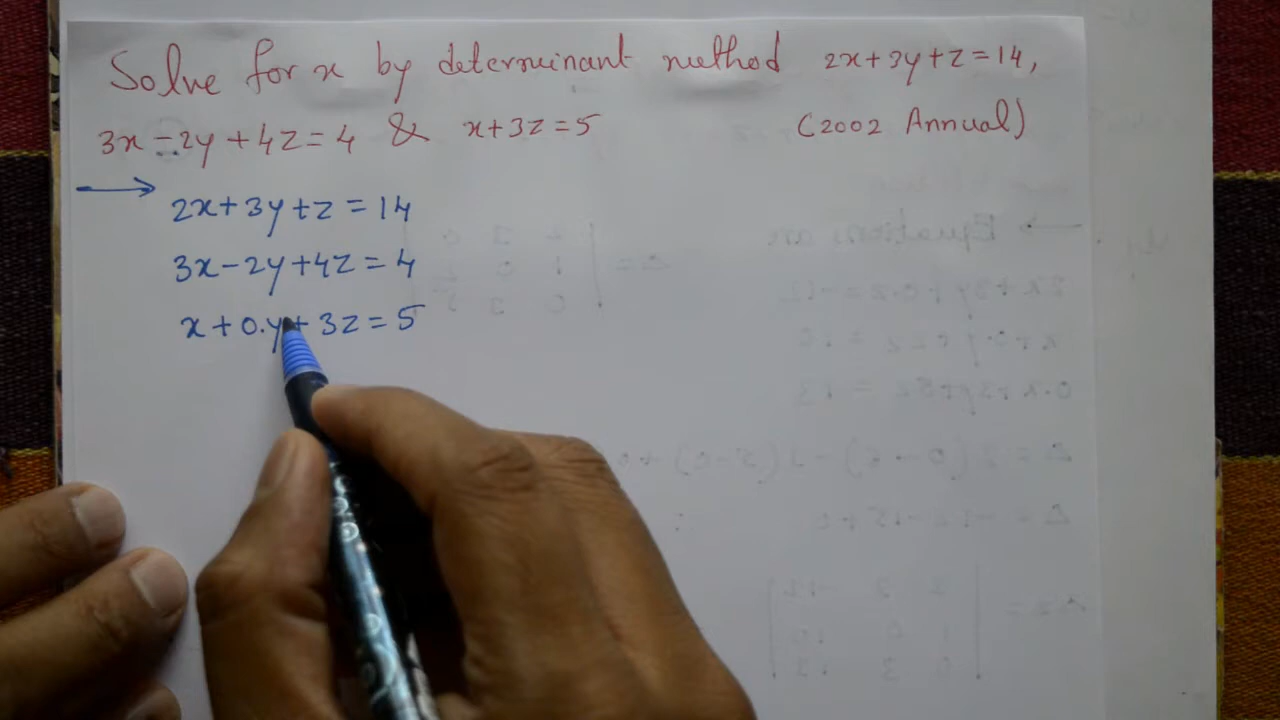 Solve for x by determinant method 2x+3y+z=14,
3x-2y+4z=4 & x+3z=5 (2002 Annual)
2x+3y+z=14
3x-2y+4z=4
x+0.y+3z=5